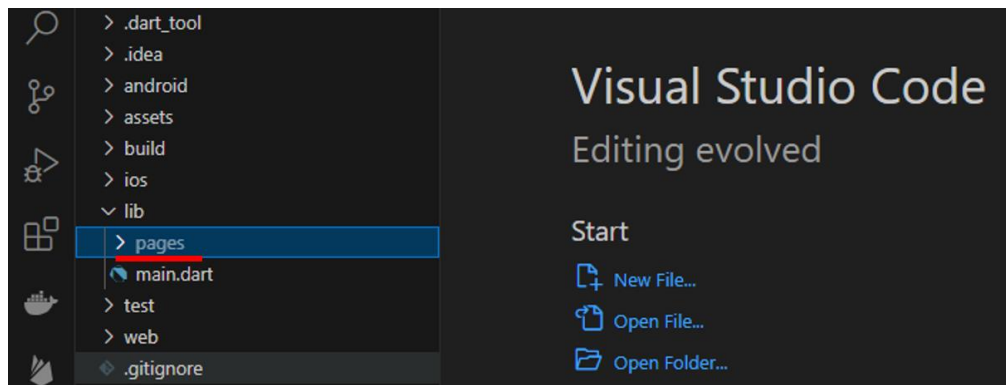 .dart_tool
.idea
android
assets
build
ios
lib
pages
main.dart
test
web
.gitignore
Visual Studio Code
Editing evolved
Start
New File...
Open File...
Open Folder...